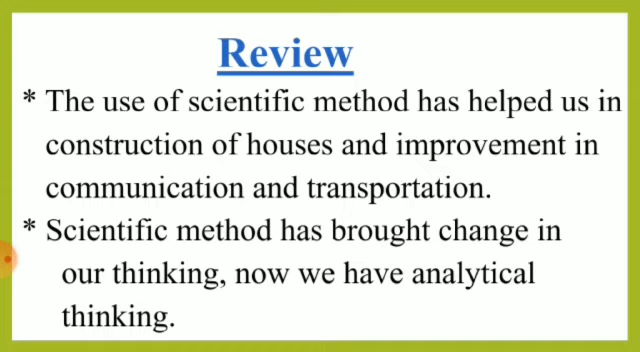 Review
* The use of scientific method has helped us in
construction of houses and improvement in
communication and transportation.
* Scientific method has brought change in
our thinking, now we have analytical
thinking.